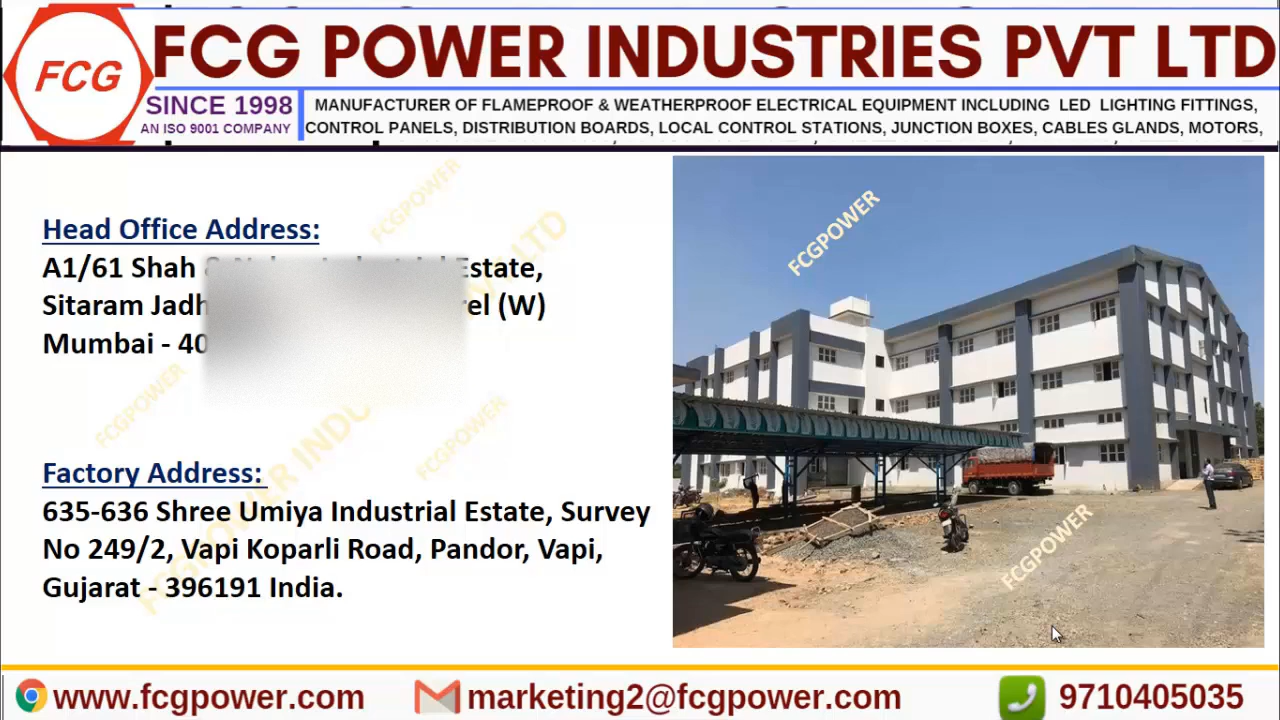 FCG
FCG POWER INDUSTRIES PVT LTD
SINCE 1998
AN ISO 9001 COMPANY
MANUFACTURER OF FLAMEPROOF & WEATHERPROOF ELECTRICAL EQUIPMENT INCLUDING LED LIGHTING FITTINGS,
CONTROL PANELS, DISTRIBUTION BOARDS, LOCAL CONTROL STATIONS, JUNCTION BOXES, CABLES GLANDS, MOTORS,
Head Office Address:
A1/61 Shah Estate,
Sitaram (W)
Mumbai -
Factory Address:
635-636 Shree Umiya Industrial Estate, Survey
No 249/2, Vapi Koparli Road, Pandor, Vapi,
Gujarat - 396191 India.
FCGPOWER
FCGPOWER
FCGPOWER
FCGPOWER
FCGPOWER
www.fcgpower.com
marketing2@fcgpower.com
9710405035